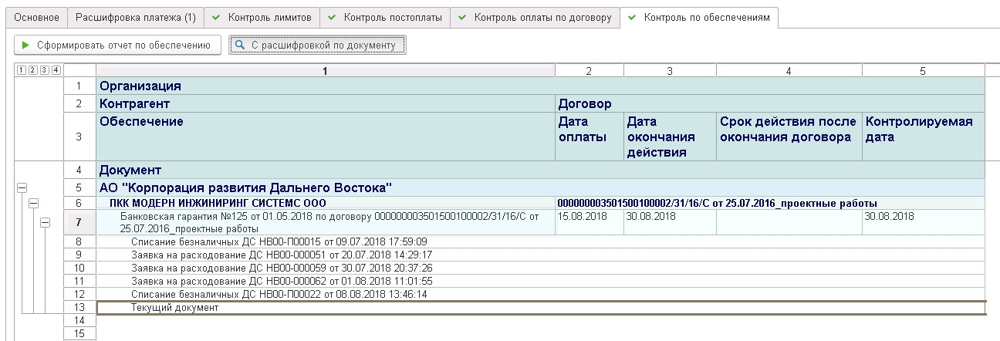 Основное Расшифровка платежа (1) Контроль лимитов Контроль постоплаты Контроль оплаты по договору Контроль по обеспечениям
Сформировать отчет по обеспечению С расшифровкой по документу
1 2 3 4 1 2 3 4 5
1 Организация
2 Контрагент Договор
3 Обеспечение Дата оплаты Дата окончания действия Срок действия после окончания договора Контролируемая дата
4 Документ
5 АО "Корпорация развития Дальнего Востока"
6 ПКК МОДЕРН ИНЖИНИРИНГ СИСТЕМС ООО 000000003501500100002/31/16/С от 25.07.2016_проектные работы
7 Банковская гарантия №125 от 01.05.2018 по договору 000000003501500100002/31/16/С от 15.08.2018 30.08.2018 30.08.2018
25.07.2016_проектные работы
8 Списание безналичных ДС НВ00-П00015 от 09.07.2018 17:59:09
9 Заявка на расходование ДС НВ00-000051 от 20.07.2018 14:29:17
10 Заявка на расходование ДС НВ00-000059 от 30.07.2018 20:37:26
11 Заявка на расходование ДС НВ00-000062 от 01.08.2018 11:01:55
12 Списание безналичных ДС НВ00-П00022 от 08.08.2018 13:46:14
13 Текущий документ
14
15